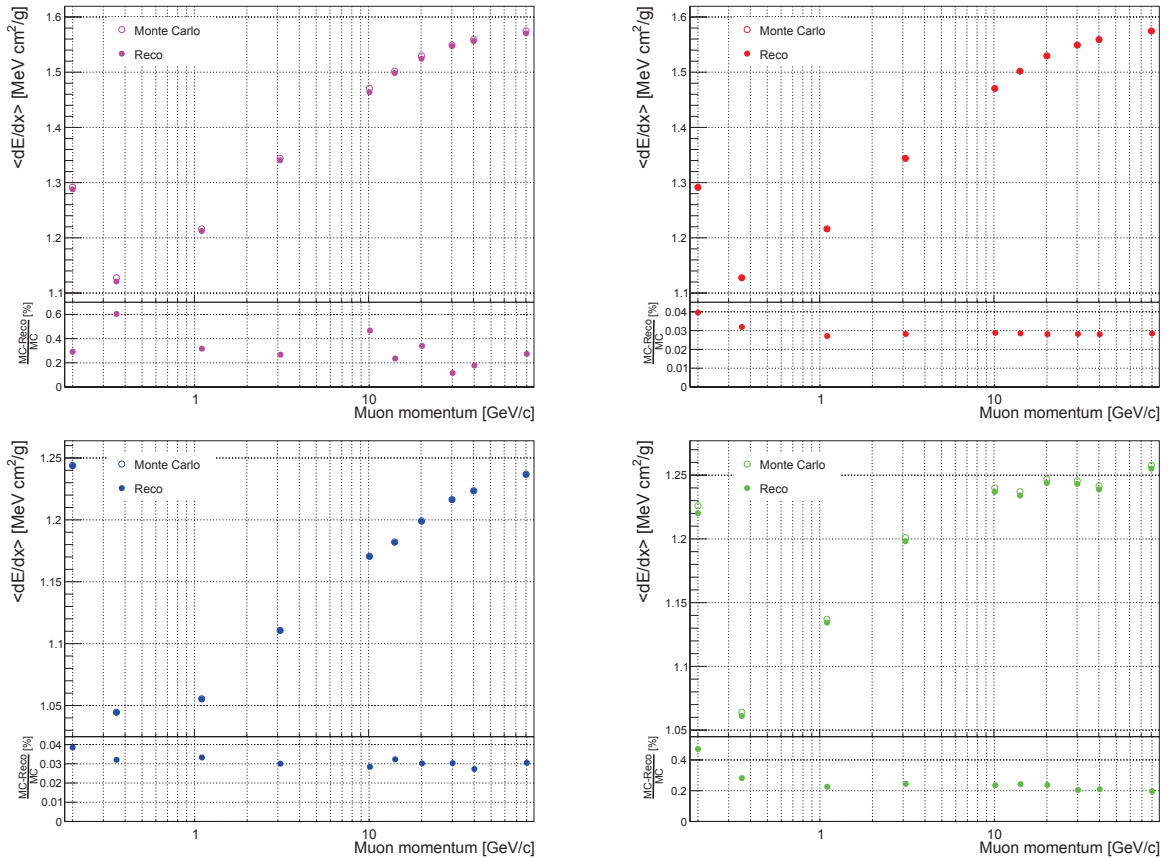 1.6
Monte Carlo
Reco
1.5
1.4
1.3
1.2
1.1
<dE/dx> [MeV cm²/g]
0.6
0.4
0.2
0
MC-Reco
MC
[%]
1
10
Muon momentum [GeV/c]
1.6
Monte Carlo
Reco
1.5
1.4
1.3
1.2
1.1
<dE/dx> [MeV cm²/g]
0.04
0.03
0.02
0.01
0
MC-Reco
MC
[%]
1
10
Muon momentum [GeV/c]
1.25
Monte Carlo
Reco
1.2
1.15
1.1
1.05
<dE/dx> [MeV cm²/g]
0.04
0.03
0.02
0.01
0
MC-Reco
MC
[%]
1
10
Muon momentum [GeV/c]
Monte Carlo
1.25
Reco
1.2
1.15
1.1
1.05
<dE/dx> [MeV cm²/g]
0.4
0.2
0
MC-Reco
MC
[%]
1
10
Muon momentum [GeV/c]